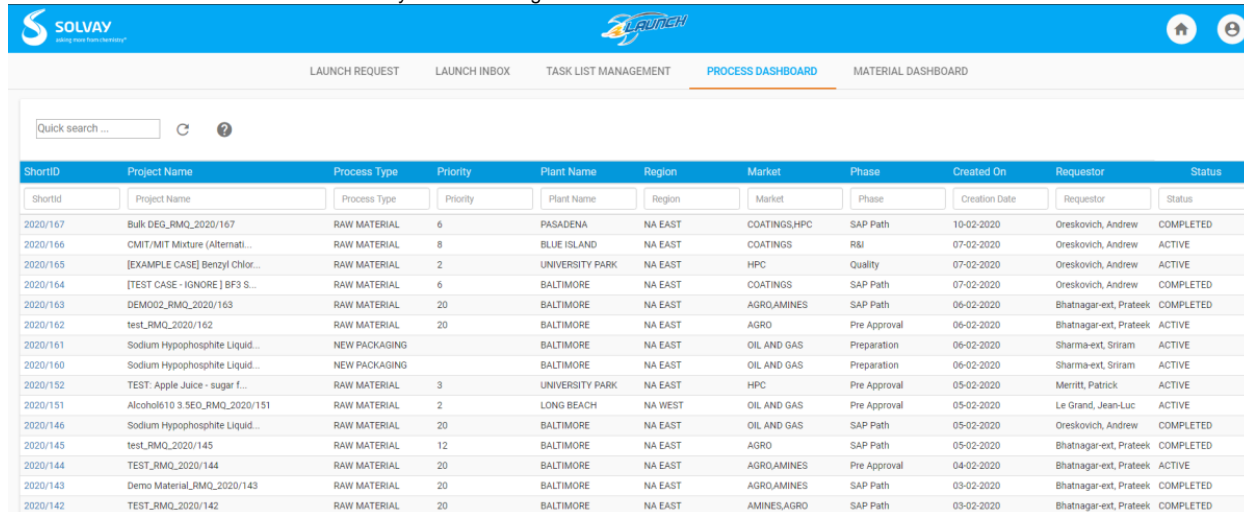 SOLVAY
asking more from chemistry®
LAUNCH
LAUNCH REQUEST LAUNCH INBOX TASK LIST MANAGEMENT PROCESS DASHBOARD MATERIAL DASHBOARD
Quick search ...
ShortID Project Name Process Type Priority Plant Name Region Market Phase Created On Requestor Status
ShortId Project Name Process Type Priority Plant Name Region Market Phase Creation Date Requestor Status
2020/167 Bulk DEG_RMQ_2020/167 RAW MATERIAL 6 PASADENA NA EAST COATINGS,HPC SAP Path 10-02-2020 Oreskovich, Andrew COMPLETED
2020/166 CMIT/MIT Mixture (Alternati... RAW MATERIAL 8 BLUE ISLAND NA EAST COATINGS R&I 07-02-2020 Oreskovich, Andrew ACTIVE
2020/165 [EXAMPLE CASE] Benzyl Chlor... RAW MATERIAL 2 UNIVERSITY PARK NA EAST HPC Quality 07-02-2020 Oreskovich, Andrew ACTIVE
2020/164 [TEST CASE - IGNORE ] BF3 S... RAW MATERIAL 6 BALTIMORE NA EAST COATINGS SAP Path 07-02-2020 Oreskovich, Andrew COMPLETED
2020/163 DEMO02_RMQ_2020/163 RAW MATERIAL 20 BALTIMORE NA EAST AGRO,AMINES SAP Path 06-02-2020 Bhatnagar-ext, Prateek COMPLETED
2020/162 test_RMQ_2020/162 RAW MATERIAL 20 BALTIMORE NA EAST AGRO Pre Approval 06-02-2020 Bhatnagar-ext, Prateek ACTIVE
2020/161 Sodium Hypophosphite Liquid... NEW PACKAGING BALTIMORE NA EAST OIL AND GAS Preparation 06-02-2020 Sharma-ext, Sriram ACTIVE
2020/160 Sodium Hypophosphite Liquid... NEW PACKAGING BALTIMORE NA EAST OIL AND GAS Preparation 06-02-2020 Sharma-ext, Sriram ACTIVE
2020/152 TEST: Apple Juice - sugar f... RAW MATERIAL 3 UNIVERSITY PARK NA EAST HPC Pre Approval 05-02-2020 Merritt, Patrick ACTIVE
2020/151 Alcohol610 3.5EO_RMQ_2020/151 RAW MATERIAL 2 LONG BEACH NA WEST OIL AND GAS Pre Approval 05-02-2020 Le Grand, Jean-Luc ACTIVE
2020/146 Sodium Hypophosphite Liquid... RAW MATERIAL 20 BALTIMORE NA EAST OIL AND GAS SAP Path 05-02-2020 Oreskovich, Andrew COMPLETED
2020/145 test_RMQ_2020/145 RAW MATERIAL 12 BALTIMORE NA EAST AGRO SAP Path 05-02-2020 Bhatnagar-ext, Prateek COMPLETED
2020/144 TEST_RMQ_2020/144 RAW MATERIAL 20 BALTIMORE NA EAST AGRO,AMINES Pre Approval 04-02-2020 Bhatnagar-ext, Prateek ACTIVE
2020/143 Demo Material_RMQ_2020/143 RAW MATERIAL 20 BALTIMORE NA EAST AGRO,AMINES SAP Path 03-02-2020 Bhatnagar-ext, Prateek COMPLETED
2020/142 TEST_RMQ_2020/142 RAW MATERIAL 20 BALTIMORE NA EAST AMINES,AGRO SAP Path 03-02-2020 Bhatnagar-ext, Prateek COMPLETED